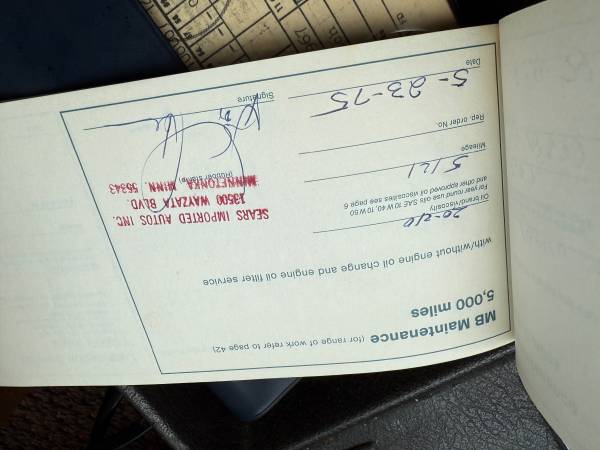 MB Maintenance (for range of work refer to page 42)
5,000 miles
with/without engine oil change and engine oil filter service
20-40
Oil brand/viscosity
For year round use oils SAE 10 W 40, 10 W 50
and other approved oil viscosities see page 6
5121
Mileage
Rep. order No.
5-23-75
Date
SEARS IMPORTED AUTOS INC.
13500 WAYZATA BLVD.
MINNETONKA MINN 55343
(Rubber stamp)
Signature